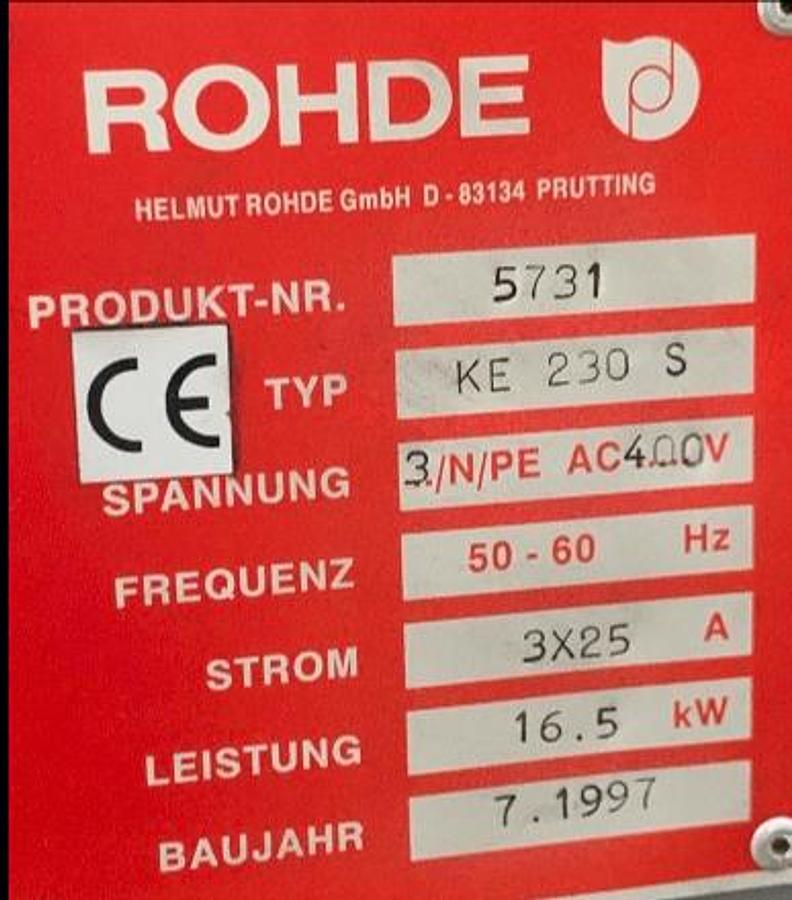 ROHDE
HELMUT ROHDE GmbH D-83134 PRUTTING
PRODUKT-NR. 5731
CE
TYP KE 230 S
SPANNUNG 3/N/PE AC400V
FREQUENZ 50-60 Hz
STROM 3X25 A
LEISTUNG 16.5 kW
BAUJAHR 7.1997